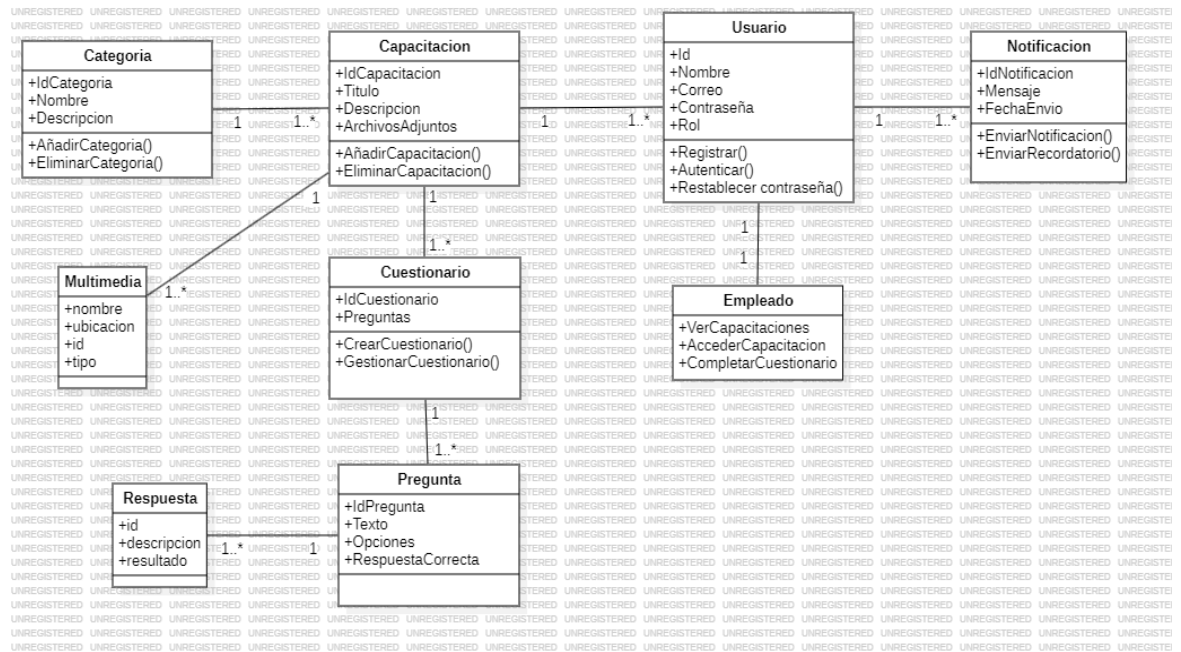 Categoria
+IdCategoria
+Nombre
+Descripcion
+AñadirCategoria()
+EliminarCategoria()
1
1..*
Capacitacion
+IdCapacitacion
+Titulo
+Descripcion
+ArchivosAdjuntos
+AñadirCapacitacion()
+EliminarCapacitacion()
1
1..*
Usuario
+Id
+Nombre
+Correo
+Contraseña
+Rol
+Registrar()
+Autenticar()
+Restablecer contraseña()
1
1..*
Notificacion
+IdNotificacion
+Mensaje
+FechaEnvio
+EnviarNotificacion()
+EnviarRecordatorio()
1
1..*
Multimedia
+nombre
+ubicacion
+id
+tipo
1
1..*
Cuestionario
+IdCuestionario
+Preguntas
+CrearCuestionario()
+GestionarCuestionario()
1
1
Empleado
+VerCapacitaciones
+AccederCapacitacion
+CompletarCuestionario
1
1..*
Pregunta
+IdPregunta
+Texto
+Opciones
+RespuestaCorrecta
Respuesta
+id
+descripcion
+resultado
1..*
1
UNREGISTERED